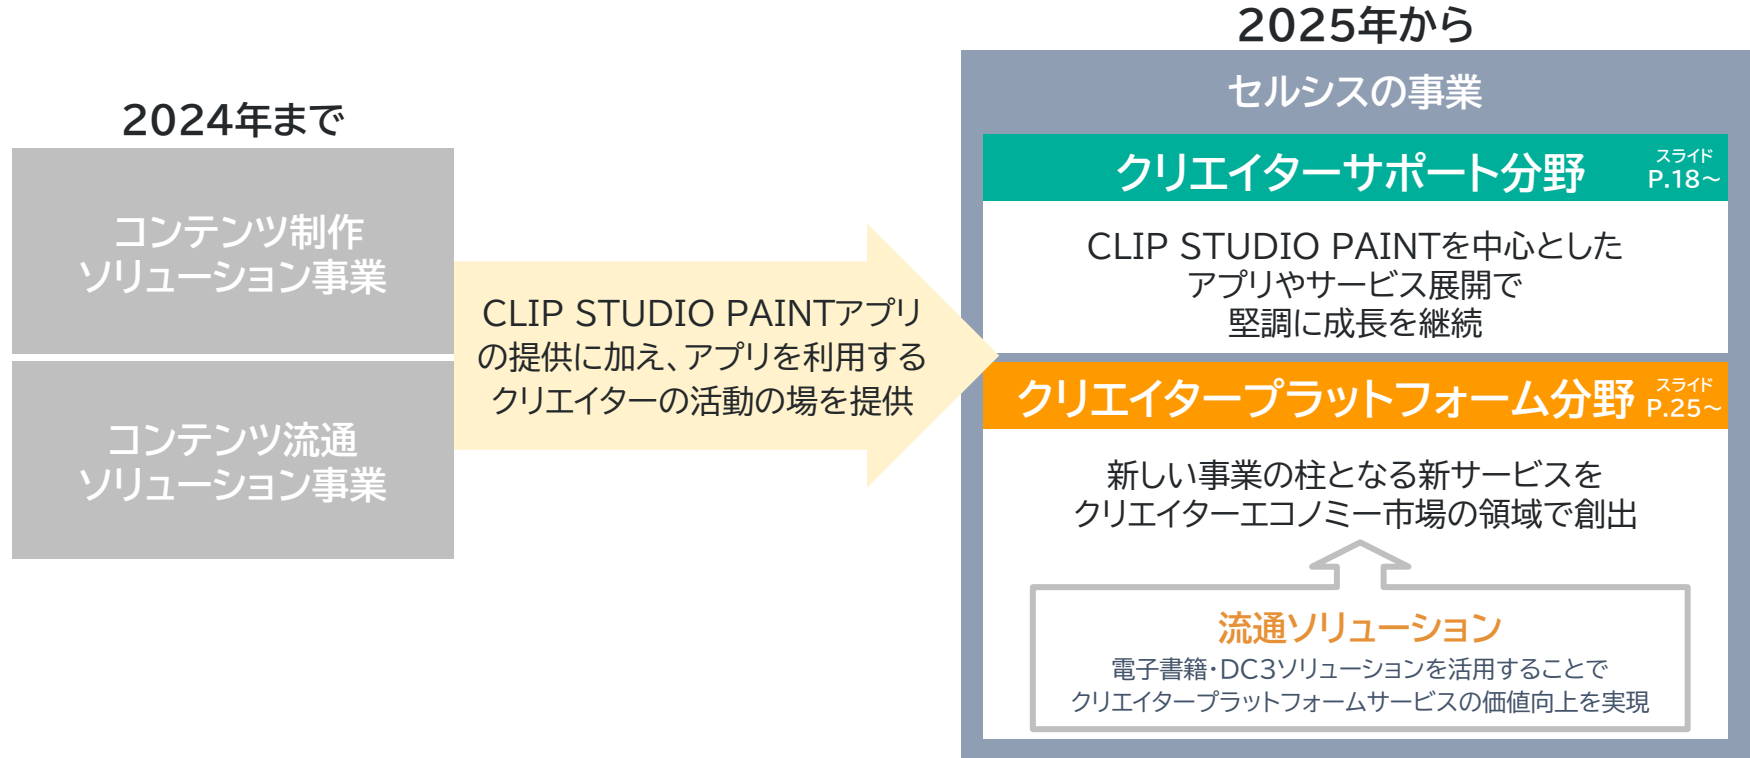 2024年まで
コンテンツ制作
ソリューション事業
コンテンツ流通
ソリューション事業
CLIP STUDIO PAINTアプリ
の提供に加え、アプリを利用する
クリエイターの活動の場を提供
2025年から
セルシスの事業
クリエイターサポート分野
スライド
P.18～
CLIP STUDIO PAINTを中心とした
アプリやサービス展開で
堅調に成長を継続
クリエイタープラットフォーム分野
スライド
P.25～
新しい事業の柱となる新サービスを
クリエイターエコノミー市場の領域で創出
流通ソリューション
電子書籍・DC3ソリューションを活用することで
クリエイタープラットフォームサービスの価値向上を実現